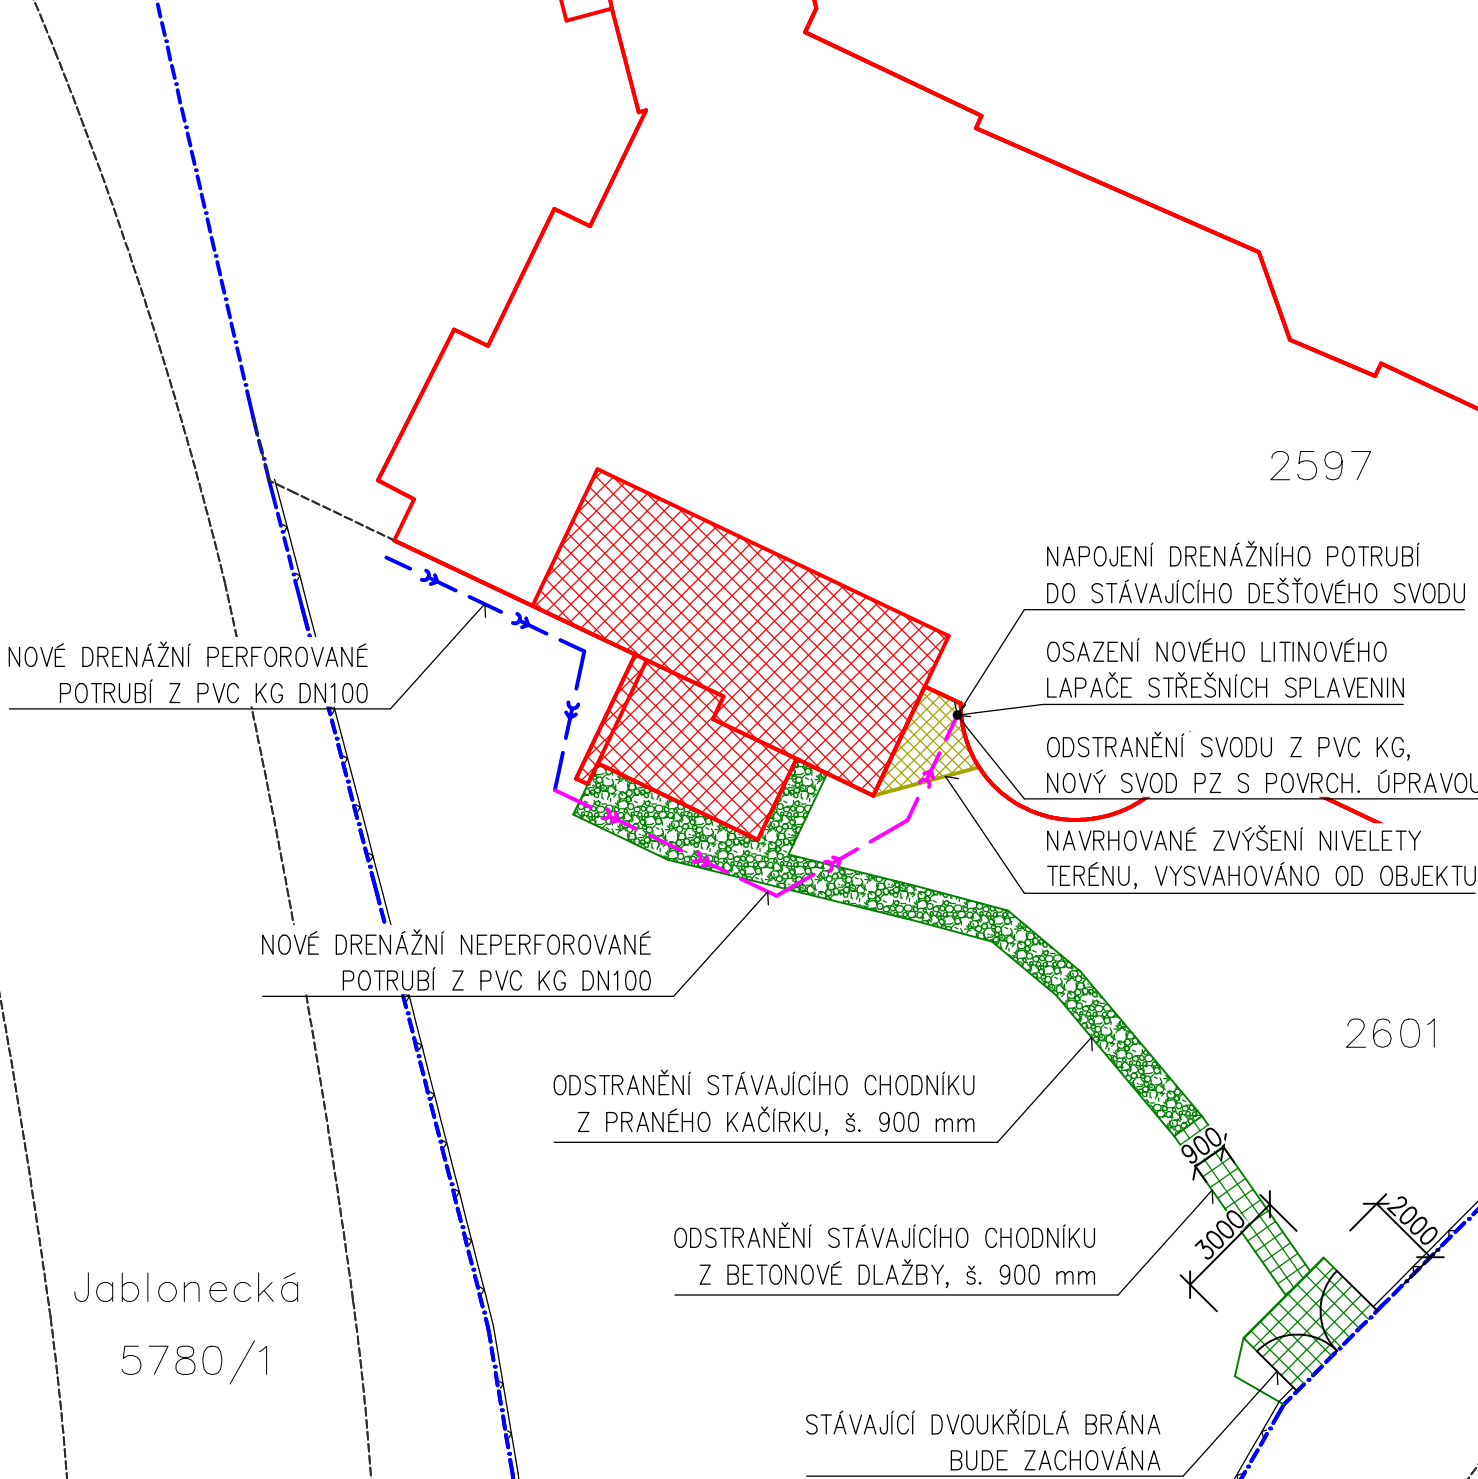 2597
NAPOJENÍ DRENÁŽNÍHO POTRUBÍ
DO STÁVAJÍCÍHO DEŠŤOVÉHO SVODU
OSAZENÍ NOVÉHO LITINOVÉHO
LAPAČE STŘEŠNÍCH SPLAVENIN
ODSTRANĚNÍ SVODU Z PVC KG,
NOVÝ SVOD PZ S POVRCH. ÚPRAVOU
NAVRHOVANÉ ZVÝŠENÍ NIVELETY
TERÉNU, VYSVAHOVÁNO OD OBJEKTU
NOVÉ DRENÁŽNÍ PERFOROVANÉ
POTRUBÍ Z PVC KG DN100
NOVÉ DRENÁŽNÍ NEPERFOROVANÉ
POTRUBÍ Z PVC KG DN100
2601
ODSTRANĚNÍ STÁVAJÍCÍHO CHODNÍKU
Z PRANÉHO KAČÍRKU, š. 900 mm
900
3000
2000
ODSTRANĚNÍ STÁVAJÍCÍHO CHODNÍKU
Z BETONOVÉ DLAŽBY, š. 900 mm
Jablonecká
5780/1
STÁVAJÍCÍ DVOUKŘÍDLÁ BRÁNA
BUDE ZACHOVÁNA